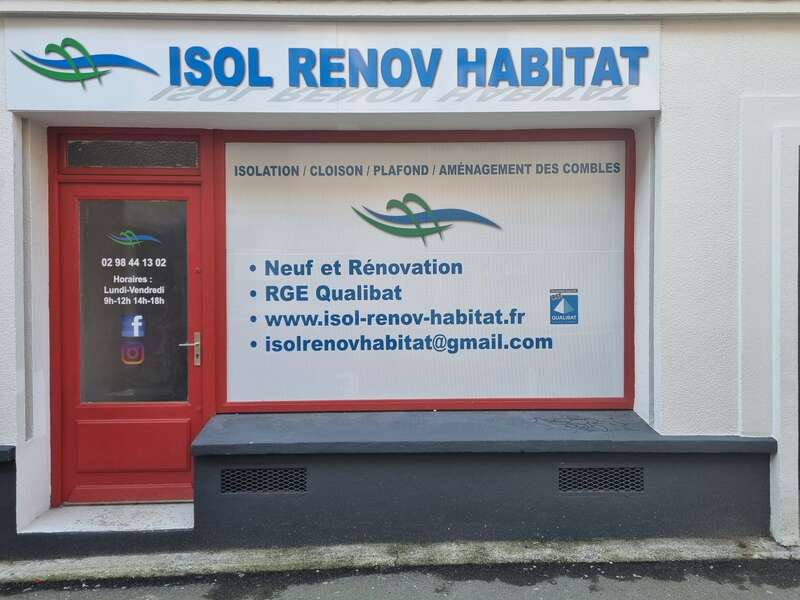 ISOL RENOV HABITAT
ISOLATION / CLOISON / PLAFOND / AMÉNAGEMENT DES COMBLES
02 98 44 13 02
Horaires :
Lundi-Vendredi
9h-12h 14h-18h
• Neuf et Rénovation
• RGE Qualibat
• www.isol-renov-habitat.fr
• isolrenovhabitat@gmail.com
QUALIBAT